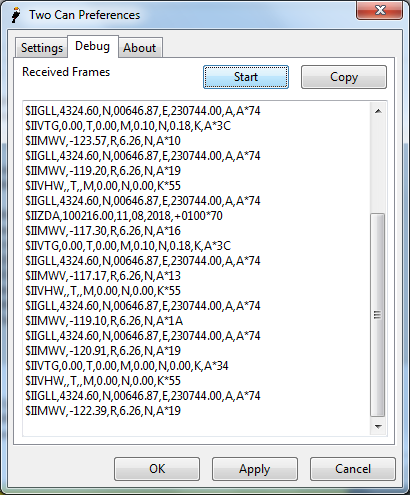 Two Can Preferences
Settings Debug About
Received Frames Start Copy
$IIGLL,4324.60,N,00646.87,E,230744.00,A,A*74
$IIVTG,0.00,T,0.00,M,0.10,N,0.18,K,A*3C
$IIMWV,-123.57,R,6.26,N,A*10
$IIGLL,4324.60,N,00646.87,E,230744.00,A,A*74
$IIMWV,-119.20,R,6.26,N,A*19
$IIVHW,,T,,M,0.00,N,0.00,K*55
$IIGLL,4324.60,N,00646.87,E,230744.00,A,A*74
$IIZDA,100216.00,11,08,2018,+0100*70
$IIMWV,-117.30,R,6.26,N,A*16
$IIVTG,0.00,T,0.00,M,0.10,N,0.18,K,A*3C
$IIGLL,4324.60,N,00646.87,E,230744.00,A,A*74
$IIMWV,-117.17,R,6.26,N,A*13
$IIVHW,,T,,M,0.00,N,0.00,K*55
$IIGLL,4324.60,N,00646.87,E,230744.00,A,A*74
$IIMWV,-119.10,R,6.26,N,A*1A
$IIGLL,4324.60,N,00646.87,E,230744.00,A,A*74
$IIMWV,-120.91,R,6.26,N,A*19
$IIVTG,0.00,T,0.00,M,0.00,N,0.00,K,A*34
$IIVHW,,T,,M,0.00,N,0.00,K*55
$IIGLL,4324.60,N,00646.87,E,230744.00,A,A*74
$IIMWV,-122.39,R,6.26,N,A*19
OK Apply Cancel